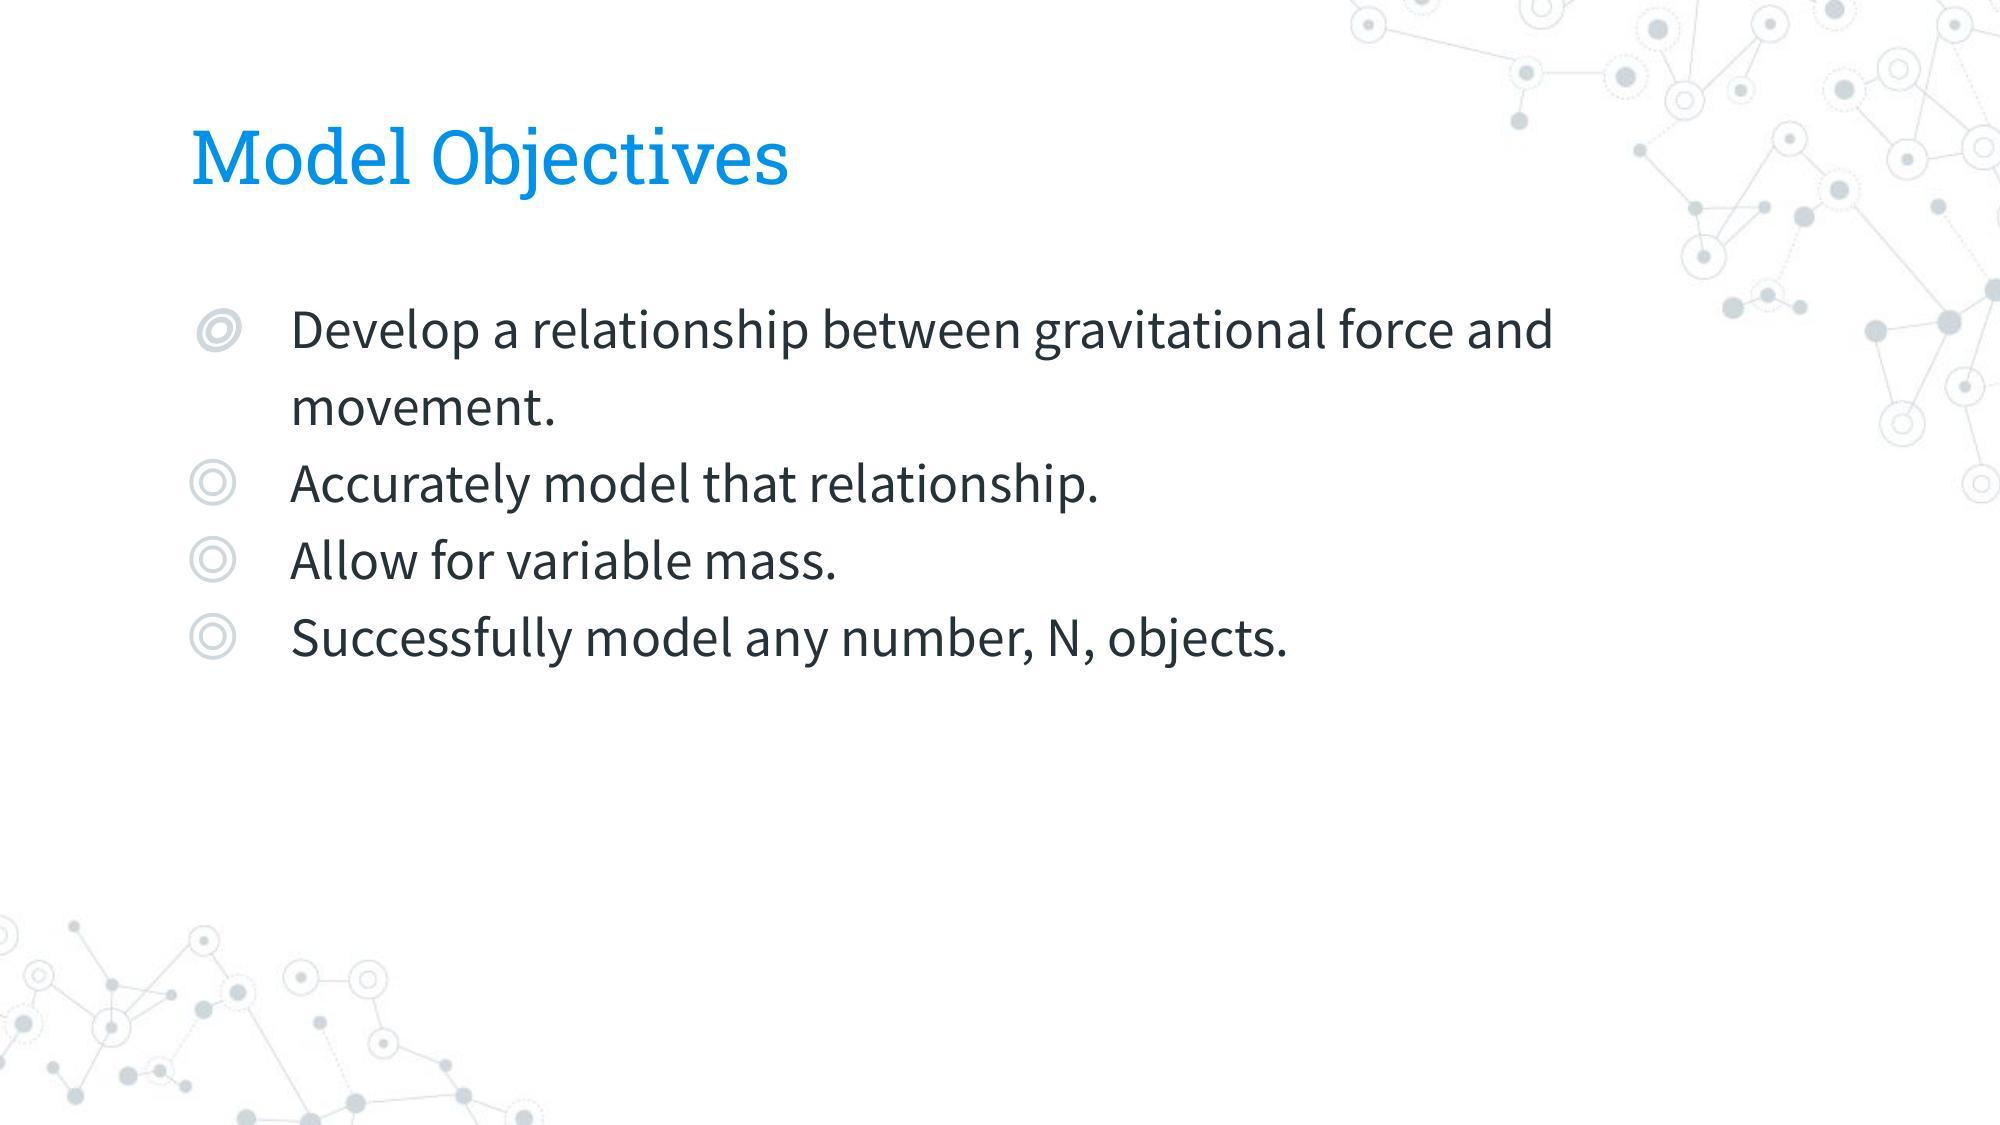 Model Objectives
Develop a relationship between gravitational force and
movement.
Accurately model that relationship.
Allow for variable mass.
Successfully model any number, N, objects.